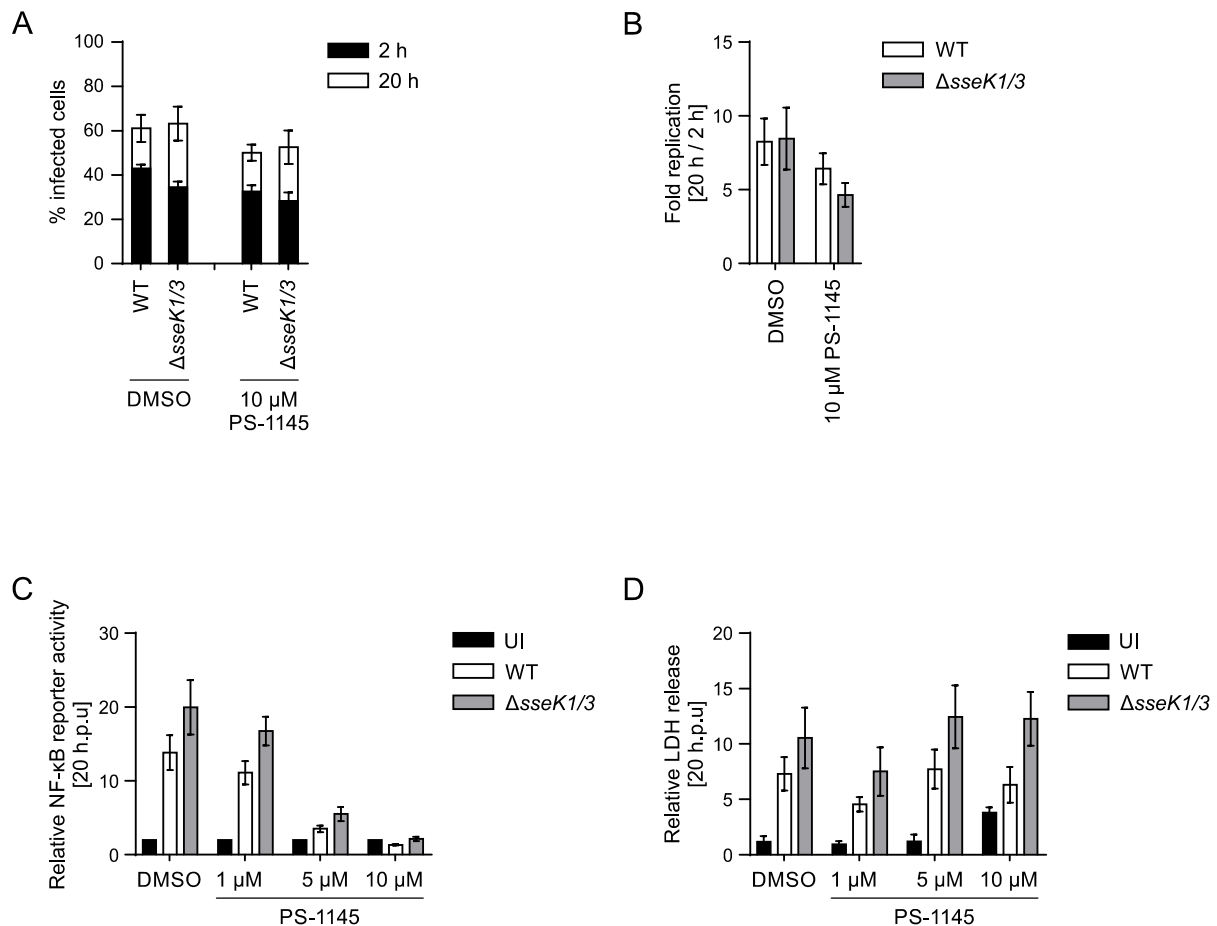 A
% infected cells
100
80
60
40
20
0
2 h
20 h
WT
ΔsseK1/3
WT
ΔsseK1/3
DMSO
10 µM
PS-1145
B
Fold replication
[20 h / 2 h]
15
10
5
0
WT
ΔsseK1/3
DMSO
10 µM PS-1145
C
Relative NF-κB reporter activity
[20 h.p.u]
30
20
10
0
UI
WT
ΔsseK1/3
DMSO
1 µM
5 µM
10 µM
PS-1145
D
Relative LDH release
[20 h.p.u]
20
15
10
5
0
UI
WT
ΔsseK1/3
DMSO
1 µM
5 µM
10 µM
PS-1145